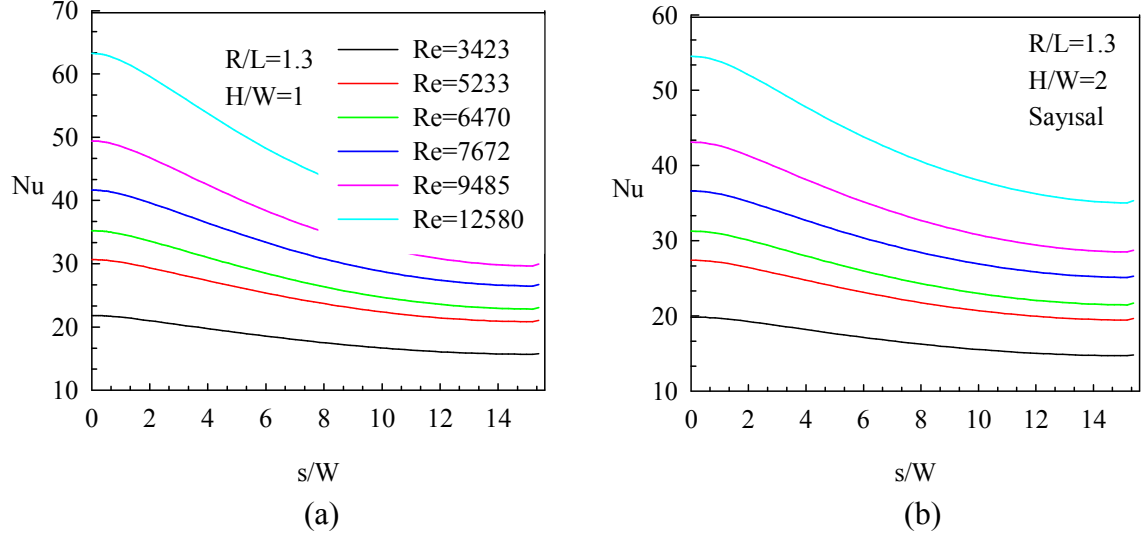 70
60
50
40
30
20
10
Nu
R/L=1.3
H/W=1
Re=3423
Re=5233
Re=6470
Re=7672
Re=9485
Re=12580
0 2 4 6 8 10 12 14
s/W
(a)
60
50
40
30
20
10
Nu
R/L=1.3
H/W=2
Sayısal
0 2 4 6 8 10 12 14
s/W
(b)